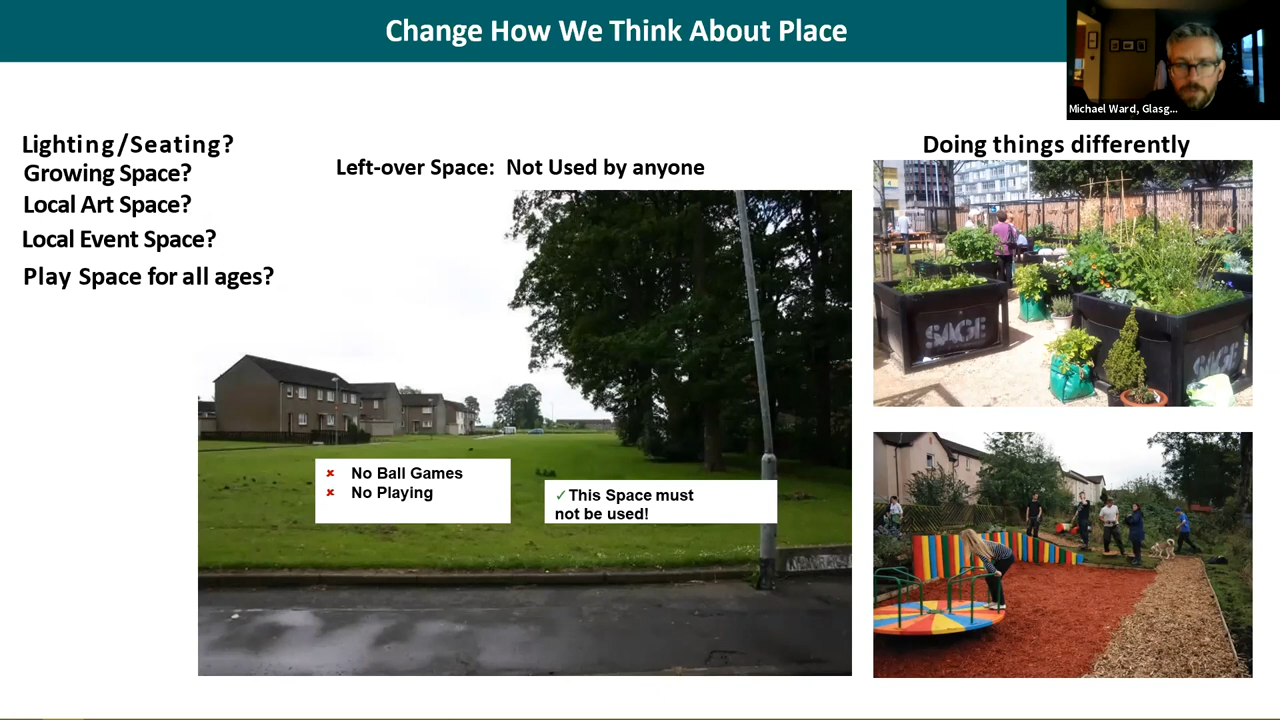 Change How We Think About Place
Michael Ward, Glasg...
Lighting/Seating?
Growing Space?
Local Art Space?
Local Event Space?
Play Space for all ages?
Left-over Space: Not Used by anyone
✘ No Ball Games
✘ No Playing
✓This Space must
not be used!
Doing things differently
SAGE
SAGE